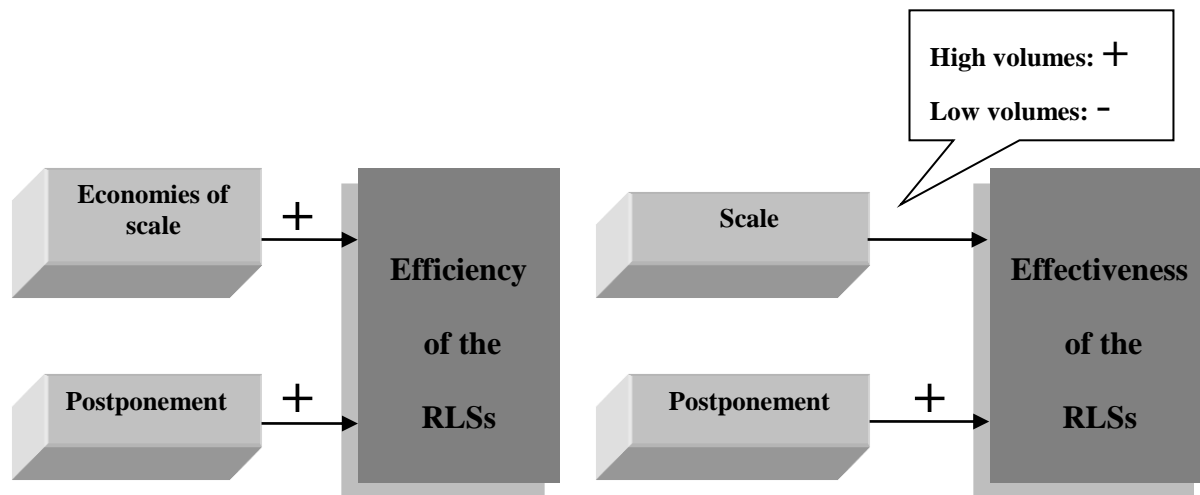 High volumes: +
Low volumes: -
Economies of
scale
+
Efficiency
of the
RLSs
Postponement
+
Scale
Effectiveness
of the
RLSs
Postponement
+